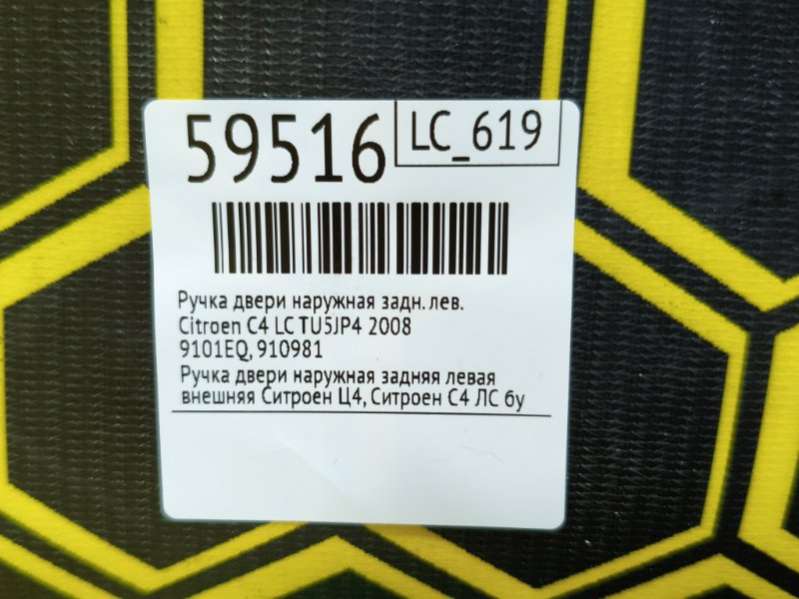 59516
LC_619
Ручка двери наружная задн. лев.
Citroen C4 LC TU5JP4 2008
9101EQ, 910981
Ручка двери наружная задняя левая
внешняя Ситроен Ц4, Ситроен С4 ЛС бу